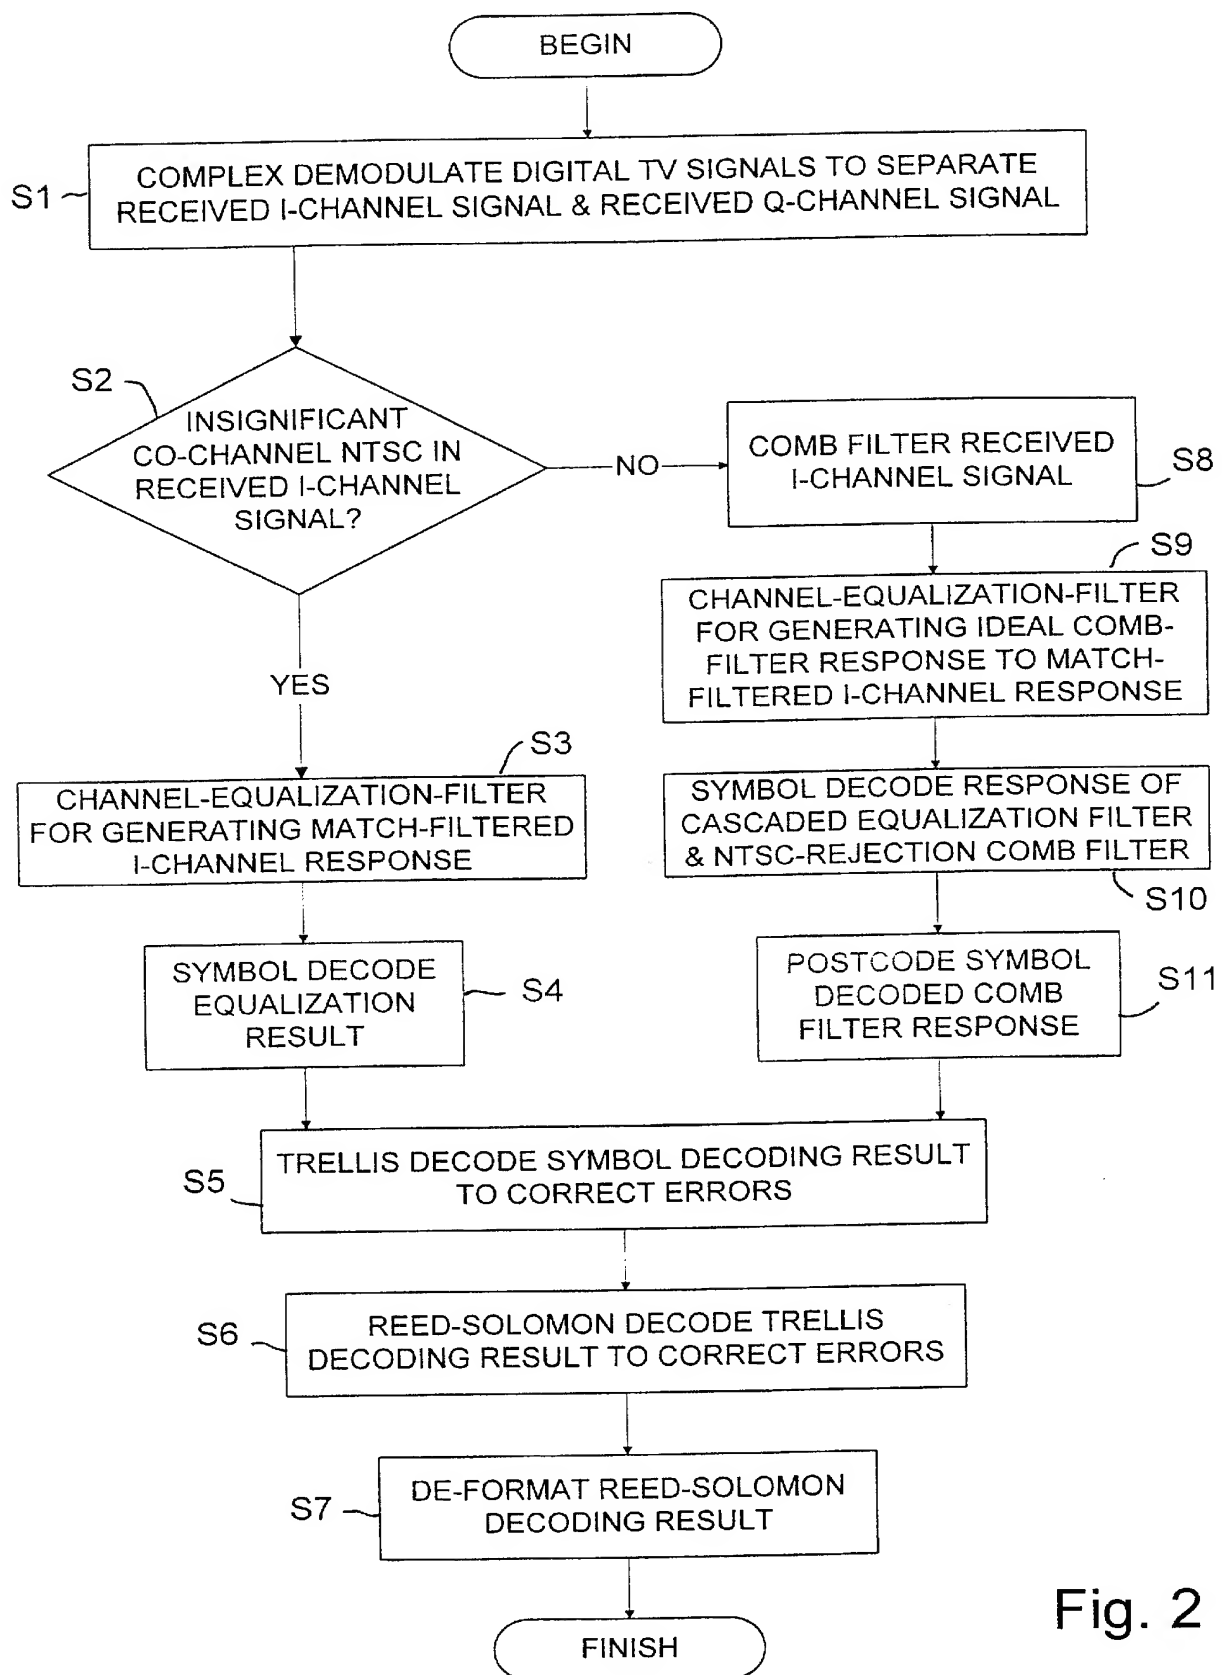 BEGIN
S1
COMPLEX DEMODULATE DIGITAL TV SIGNALS TO SEPARATE
RECEIVED I-CHANNEL SIGNAL & RECEIVED Q-CHANNEL SIGNAL
S2
INSIGNIFICANT
CO-CHANNEL NTSC IN
RECEIVED I-CHANNEL
SIGNAL?
NO
COMB FILTER RECEIVED
I-CHANNEL SIGNAL
S8
S9
CHANNEL-EQUALIZATION-FILTER
FOR GENERATING IDEAL COMB-
FILTER RESPONSE TO MATCH-
FILTERED I-CHANNEL RESPONSE
YES
S3
CHANNEL-EQUALIZATION-FILTER
FOR GENERATING MATCH-FILTERED
I-CHANNEL RESPONSE
SYMBOL DECODE RESPONSE OF
CASCADED EQUALIZATION FILTER
& NTSC-REJECTION COMB FILTER
S10
SYMBOL DECODE
EQUALIZATION
RESULT
S4
POSTCODE SYMBOL
DECODED COMB
FILTER RESPONSE
S11
S5
TRELLIS DECODE SYMBOL DECODING RESULT
TO CORRECT ERRORS
S6
REED-SOLOMON DECODE TRELLIS
DECODING RESULT TO CORRECT ERRORS
S7
DE-FORMAT REED-SOLOMON
DECODING RESULT
FINISH
Fig. 2